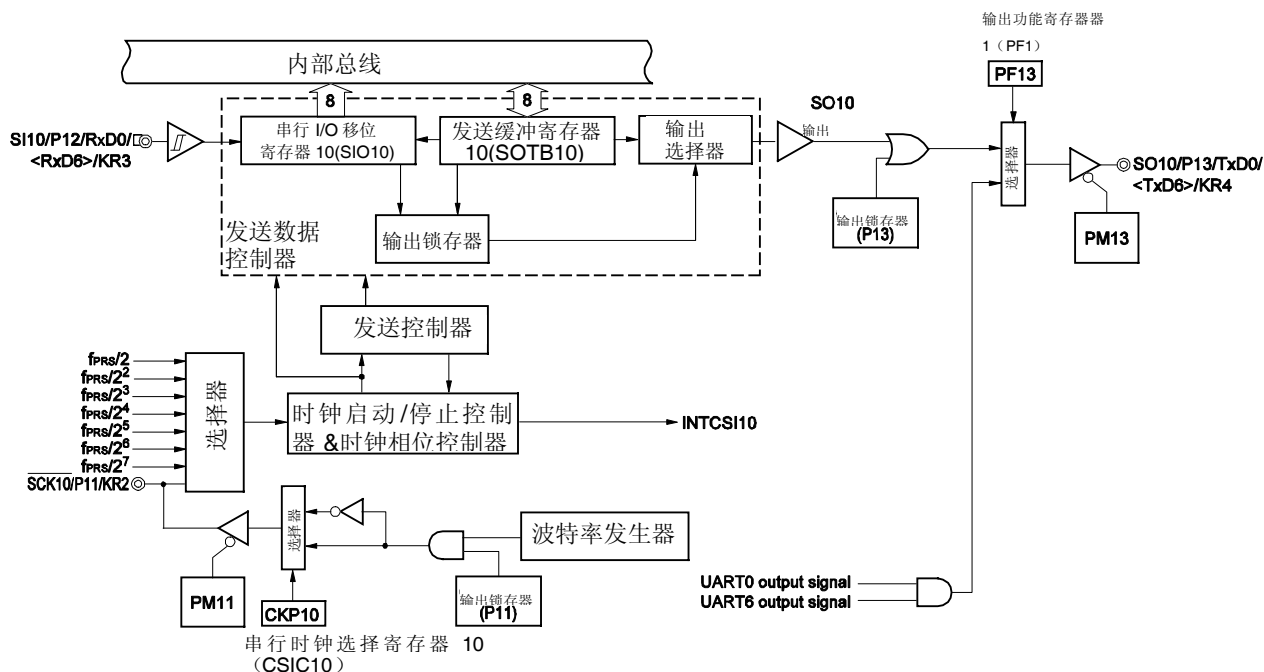 输出功能寄存器器
1（PF1）
PF13
内部总线
8
8
SO10
SI10/P12/RxD0/
<RxD6>/KR3
串行 I/O 移位
寄存器 10(SIO10)
发送缓冲寄存器
10(SOTB10)
输出
选择器
输出
选择器
SO10/P13/TxD0/
<TxD6>/KR4
输出锁存器
(P13)
PM13
发送数据
控制器
输出锁存器
发送控制器
fPRS/2
fPRS/2²
fPRS/2³
fPRS/2⁴
fPRS/2⁵
fPRS/2⁶
fPRS/2⁷
SCK10/P11/KR2
选择器
时钟启动/停止控制
器 &时钟相位控制器
INTCSI10
选择器
波特率发生器
PM11
CKP10
输出锁存器
(P11)
UART0 output signal
UART6 output signal
串行时钟选择寄存器 10
（CSIC10）